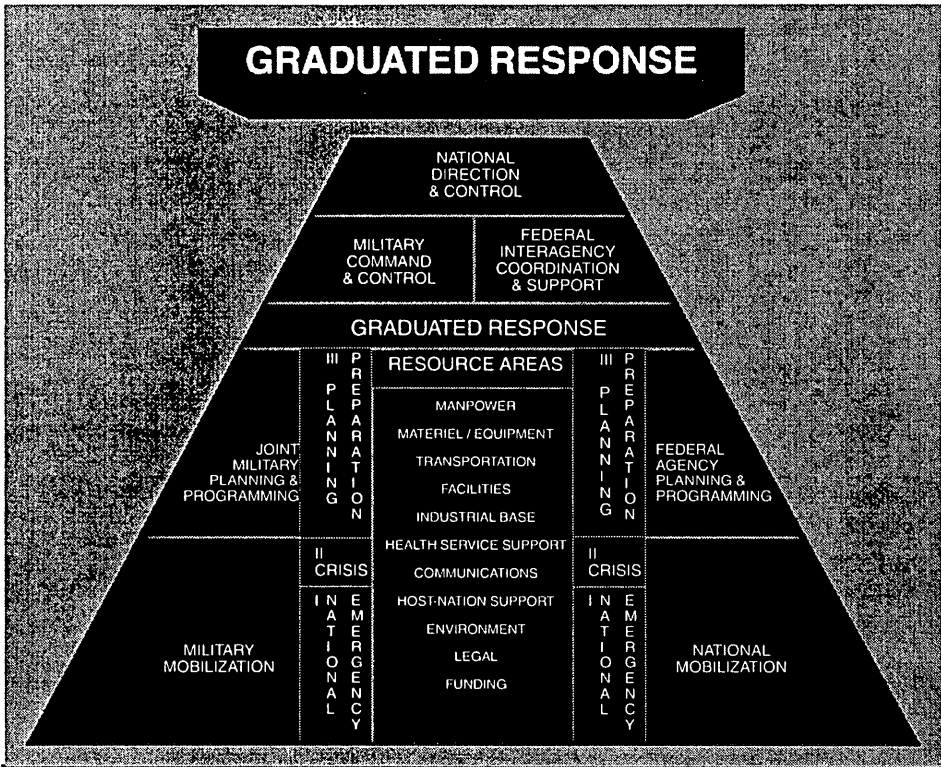 GRADUATED RESPONSE
NATIONAL
DIRECTION
& CONTROL
MILITARY
COMMAND
& CONTROL
FEDERAL
INTERAGENCY
COORDINATION
& SUPPORT
GRADUATED RESPONSE
JOINT
MILITARY
PLANNING &
PROGRAMMING
III PLANNING
PREPARATION
II
CRISIS
I NATIONAL
EMERGENCY
MILITARY
MOBILIZATION
RESOURCE AREAS
MANPOWER
MATERIEL / EQUIPMENT
TRANSPORTATION
FACILITIES
INDUSTRIAL BASE
HEALTH SERVICE SUPPORT
COMMUNICATIONS
HOST-NATION SUPPORT
ENVIRONMENT
LEGAL
FUNDING
III PLANNING
PREPARATION
II
CRISIS
I NATIONAL
EMERGENCY
FEDERAL
AGENCY
PLANNING &
PROGRAMMING
NATIONAL
MOBILIZATION